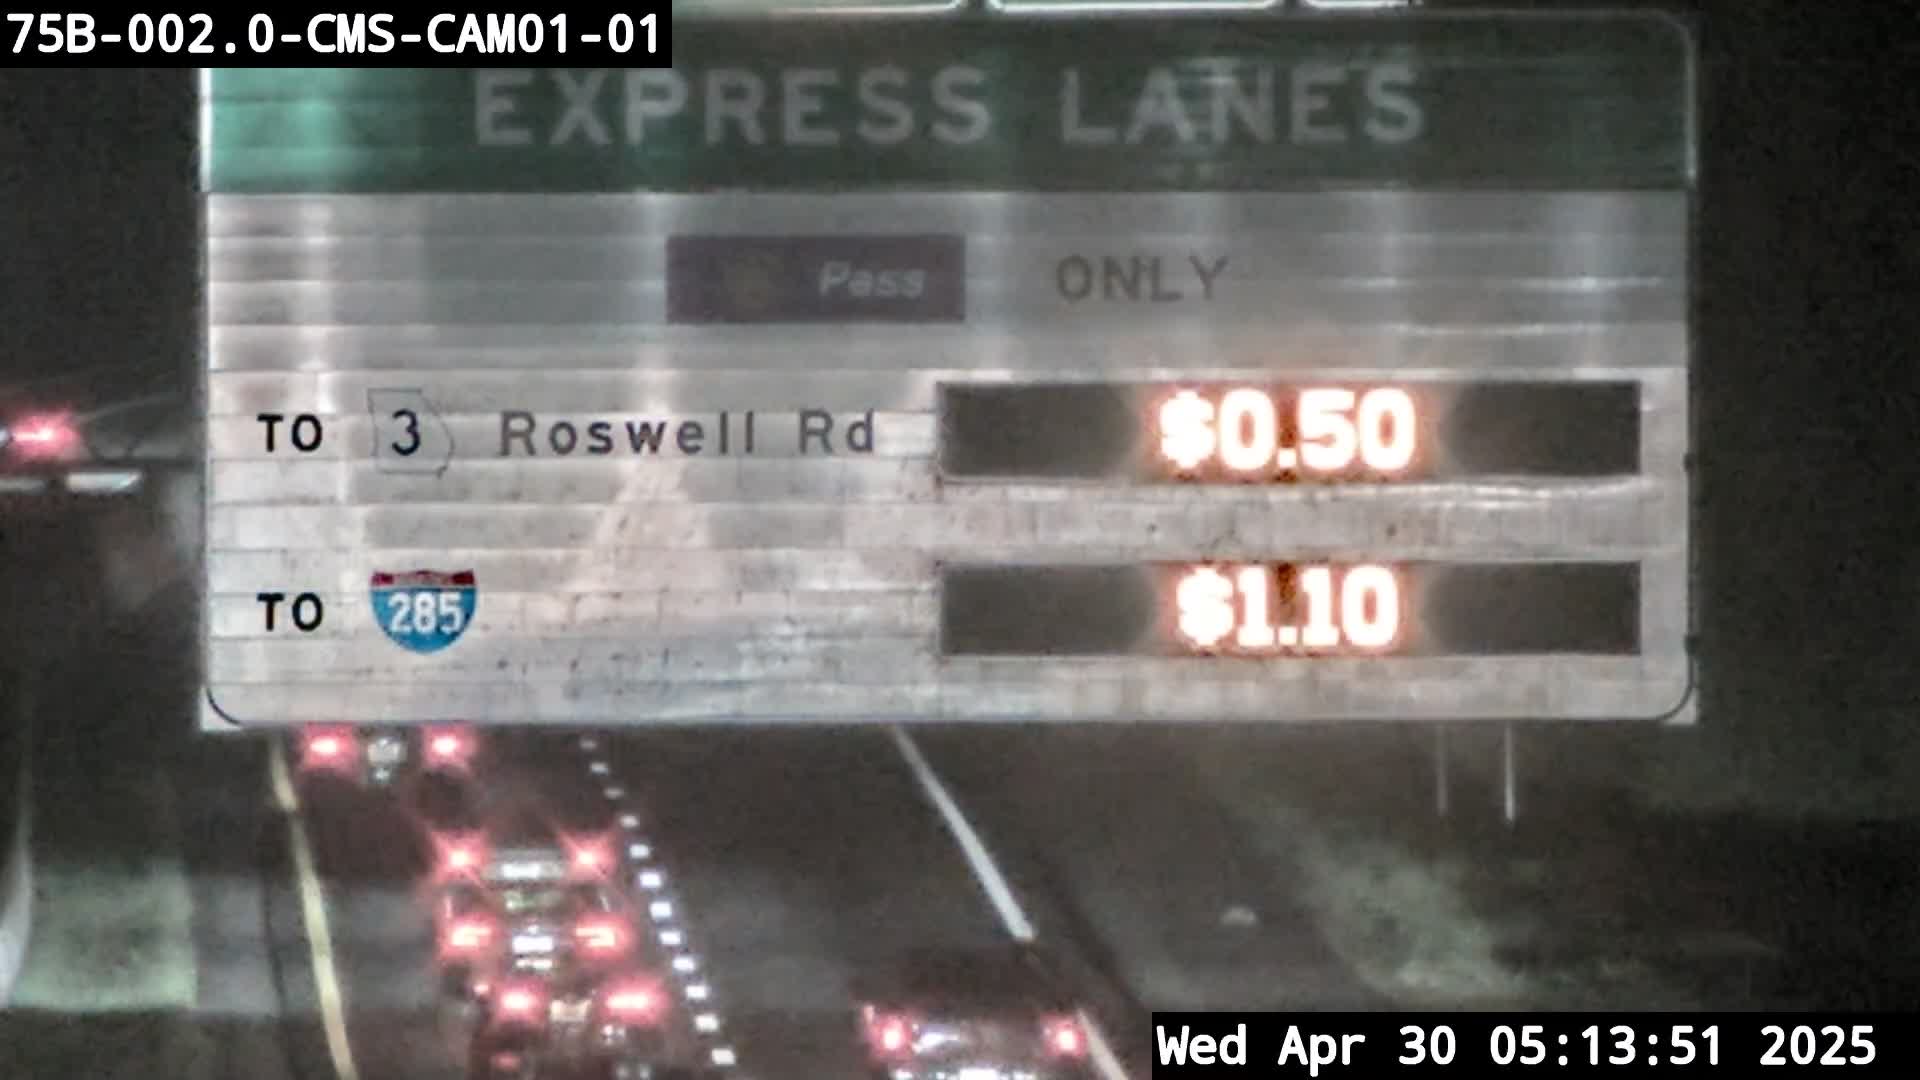 75B-002.0-CMS-CAM01-01
EXPRESS LANES
Pass ONLY
TO 3 Roswell Rd $0.50
TO 285 $1.10
Wed Apr 30 05:13:51 2025